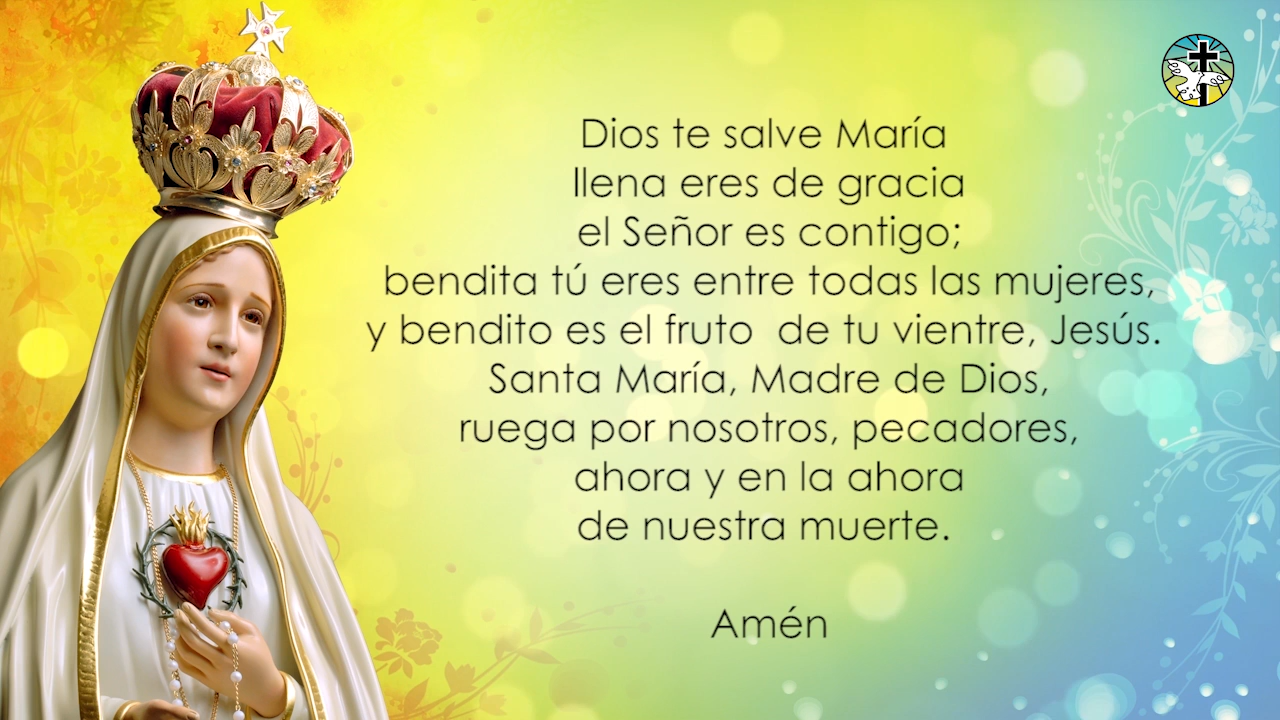 Dios te salve María
llena eres de gracia
el Señor es contigo;
bendita tú eres entre todas las mujeres,
y bendito es el fruto  de tu vientre, Jesús.
Santa María, Madre de Dios,
ruega por nosotros, pecadores,
ahora y en la ahora
de nuestra muerte.
Amén